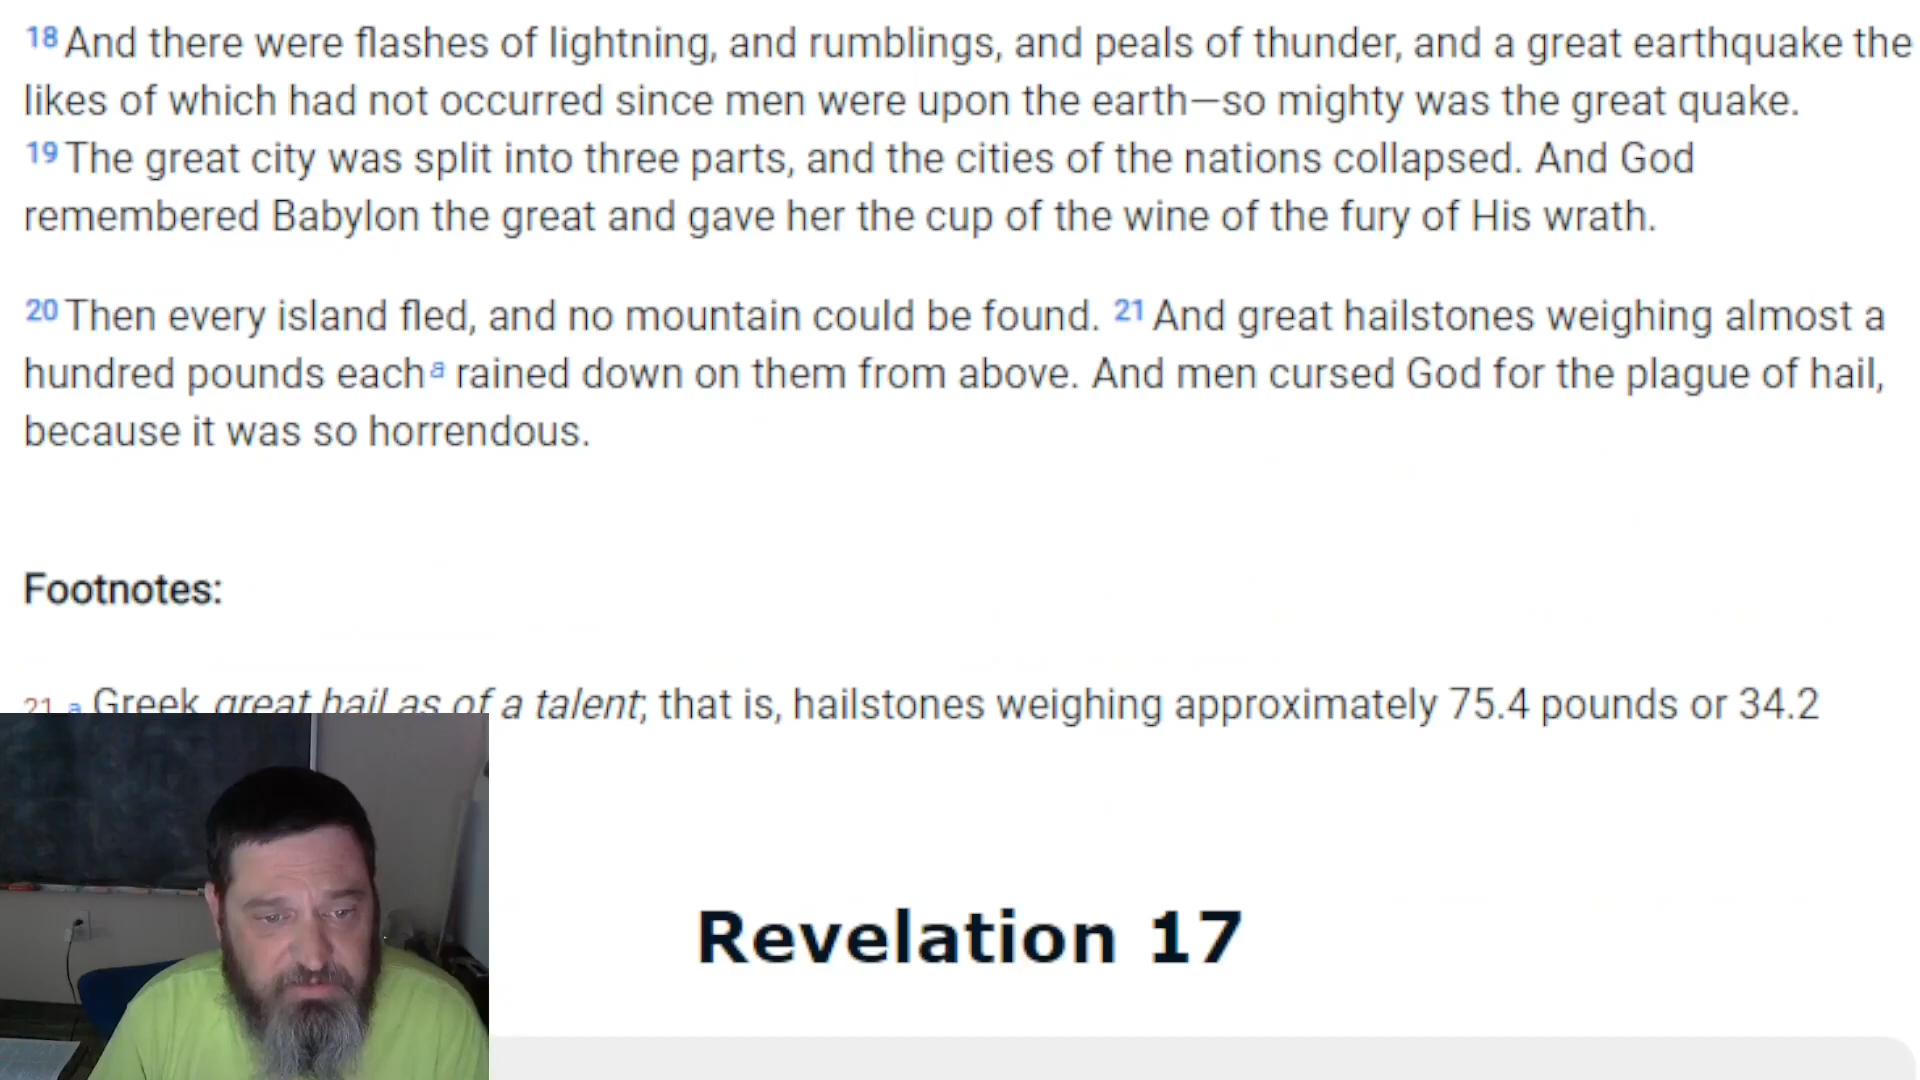 18 And there were flashes of lightning, and rumblings, and peals of thunder, and a great earthquake the
likes of which had not occurred since men were upon the earth—so mighty was the great quake.
19 The great city was split into three parts, and the cities of the nations collapsed. And God
remembered Babylon the great and gave her the cup of the wine of the fury of His wrath.
20 Then every island fled, and no mountain could be found. 21 And great hailstones weighing almost a
hundred pounds each a rained down on them from above. And men cursed God for the plague of hail,
because it was so horrendous.
Footnotes:
21 a Greek great hail as of a talent; that is, hailstones weighing approximately 75.4 pounds or 34.2
Revelation 17